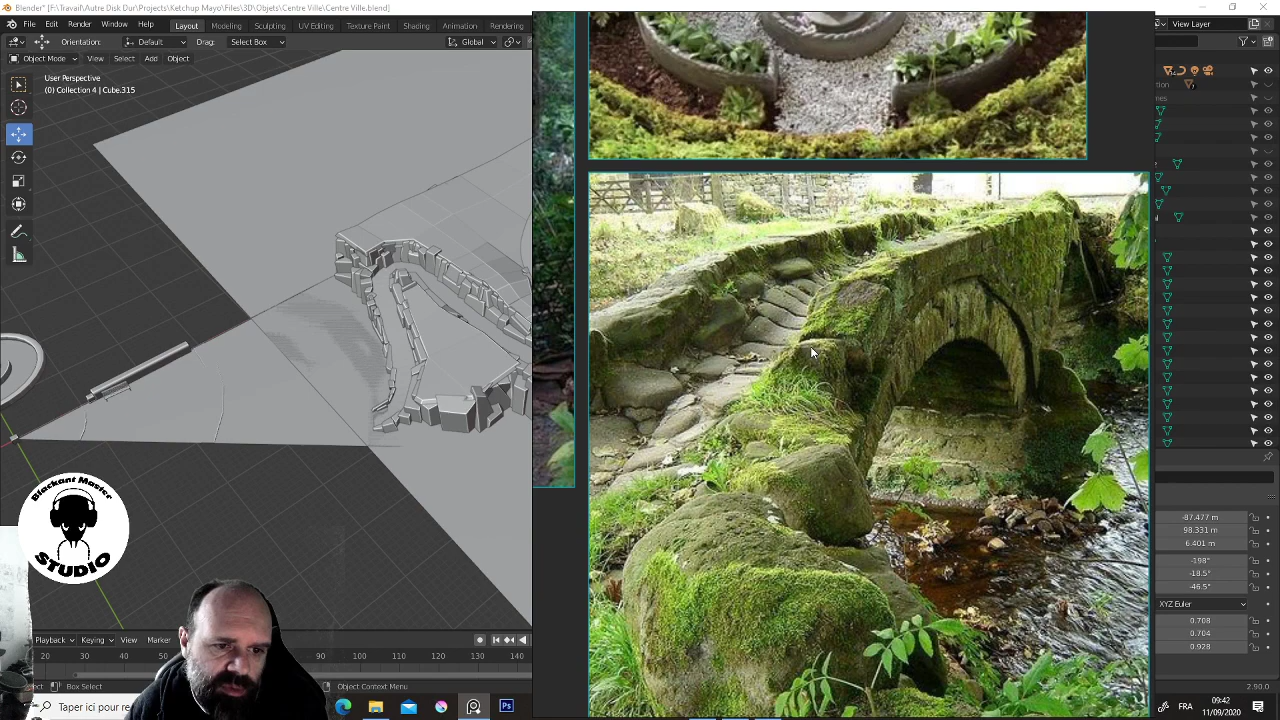 Blender* [F:\Travail\Autre Disk Dur\Projects\Ketchup Mayo\Files\3D\Objets\Centre Ville\Centre Ville.blend]
File Edit Render Window Help Layout Modeling Sculpting UV Editing Texture Paint Shading Animation Rendering View Layer
Orientation: Default Drag: Select Box Global
Object Mode View Select Add Object
User Perspective
(0) Collection 4 | Cube.315
-87.477 m
98.331 m
6.401 m
-198°
-18.5°
-46.5°
XYZ Euler
0.708
0.704
0.928
Blackant Master
STUDIO
Playback Keying View Marker
20 30 40 50 90 100 110 120 130 140
Box Select Object Context Menu 2.90.0
Taper ici pour re
FRA
09:42
11/09/2020